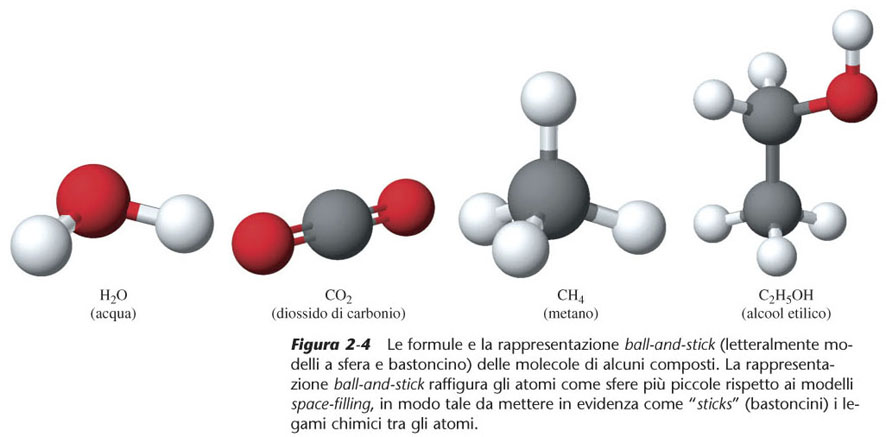 H₂O
(acqua)
CO₂
(diossido di carbonio)
CH₄
(metano)
C₂H₅OH
(alcool etilico)
Figura 2-4 Le formule e la rappresentazione ball-and-stick (letteralmente mo-
delli a sfera e bastoncino) delle molecole di alcuni composti. La rappresenta-
zione ball-and-stick raffigura gli atomi come sfere più piccole rispetto ai modelli
space-filling, in modo tale da mettere in evidenza come “sticks” (bastoncini) i le-
gami chimici tra gli atomi.